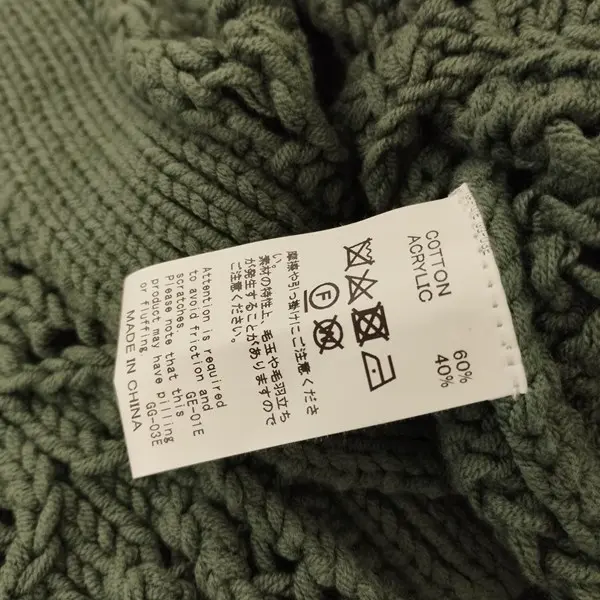 COTTON 60%
ACRYLIC 40%
F
摩擦や引っ掛けにご注意くださ
い。
素材の特性上、毛玉や毛羽立ち
が発生することがありますので
ご注意ください。
Attention is required
to avoid friction and
scratches. GE-01E
Please note that this
product may have pilling
or fluffing. GG-03E
MADE IN CHINA